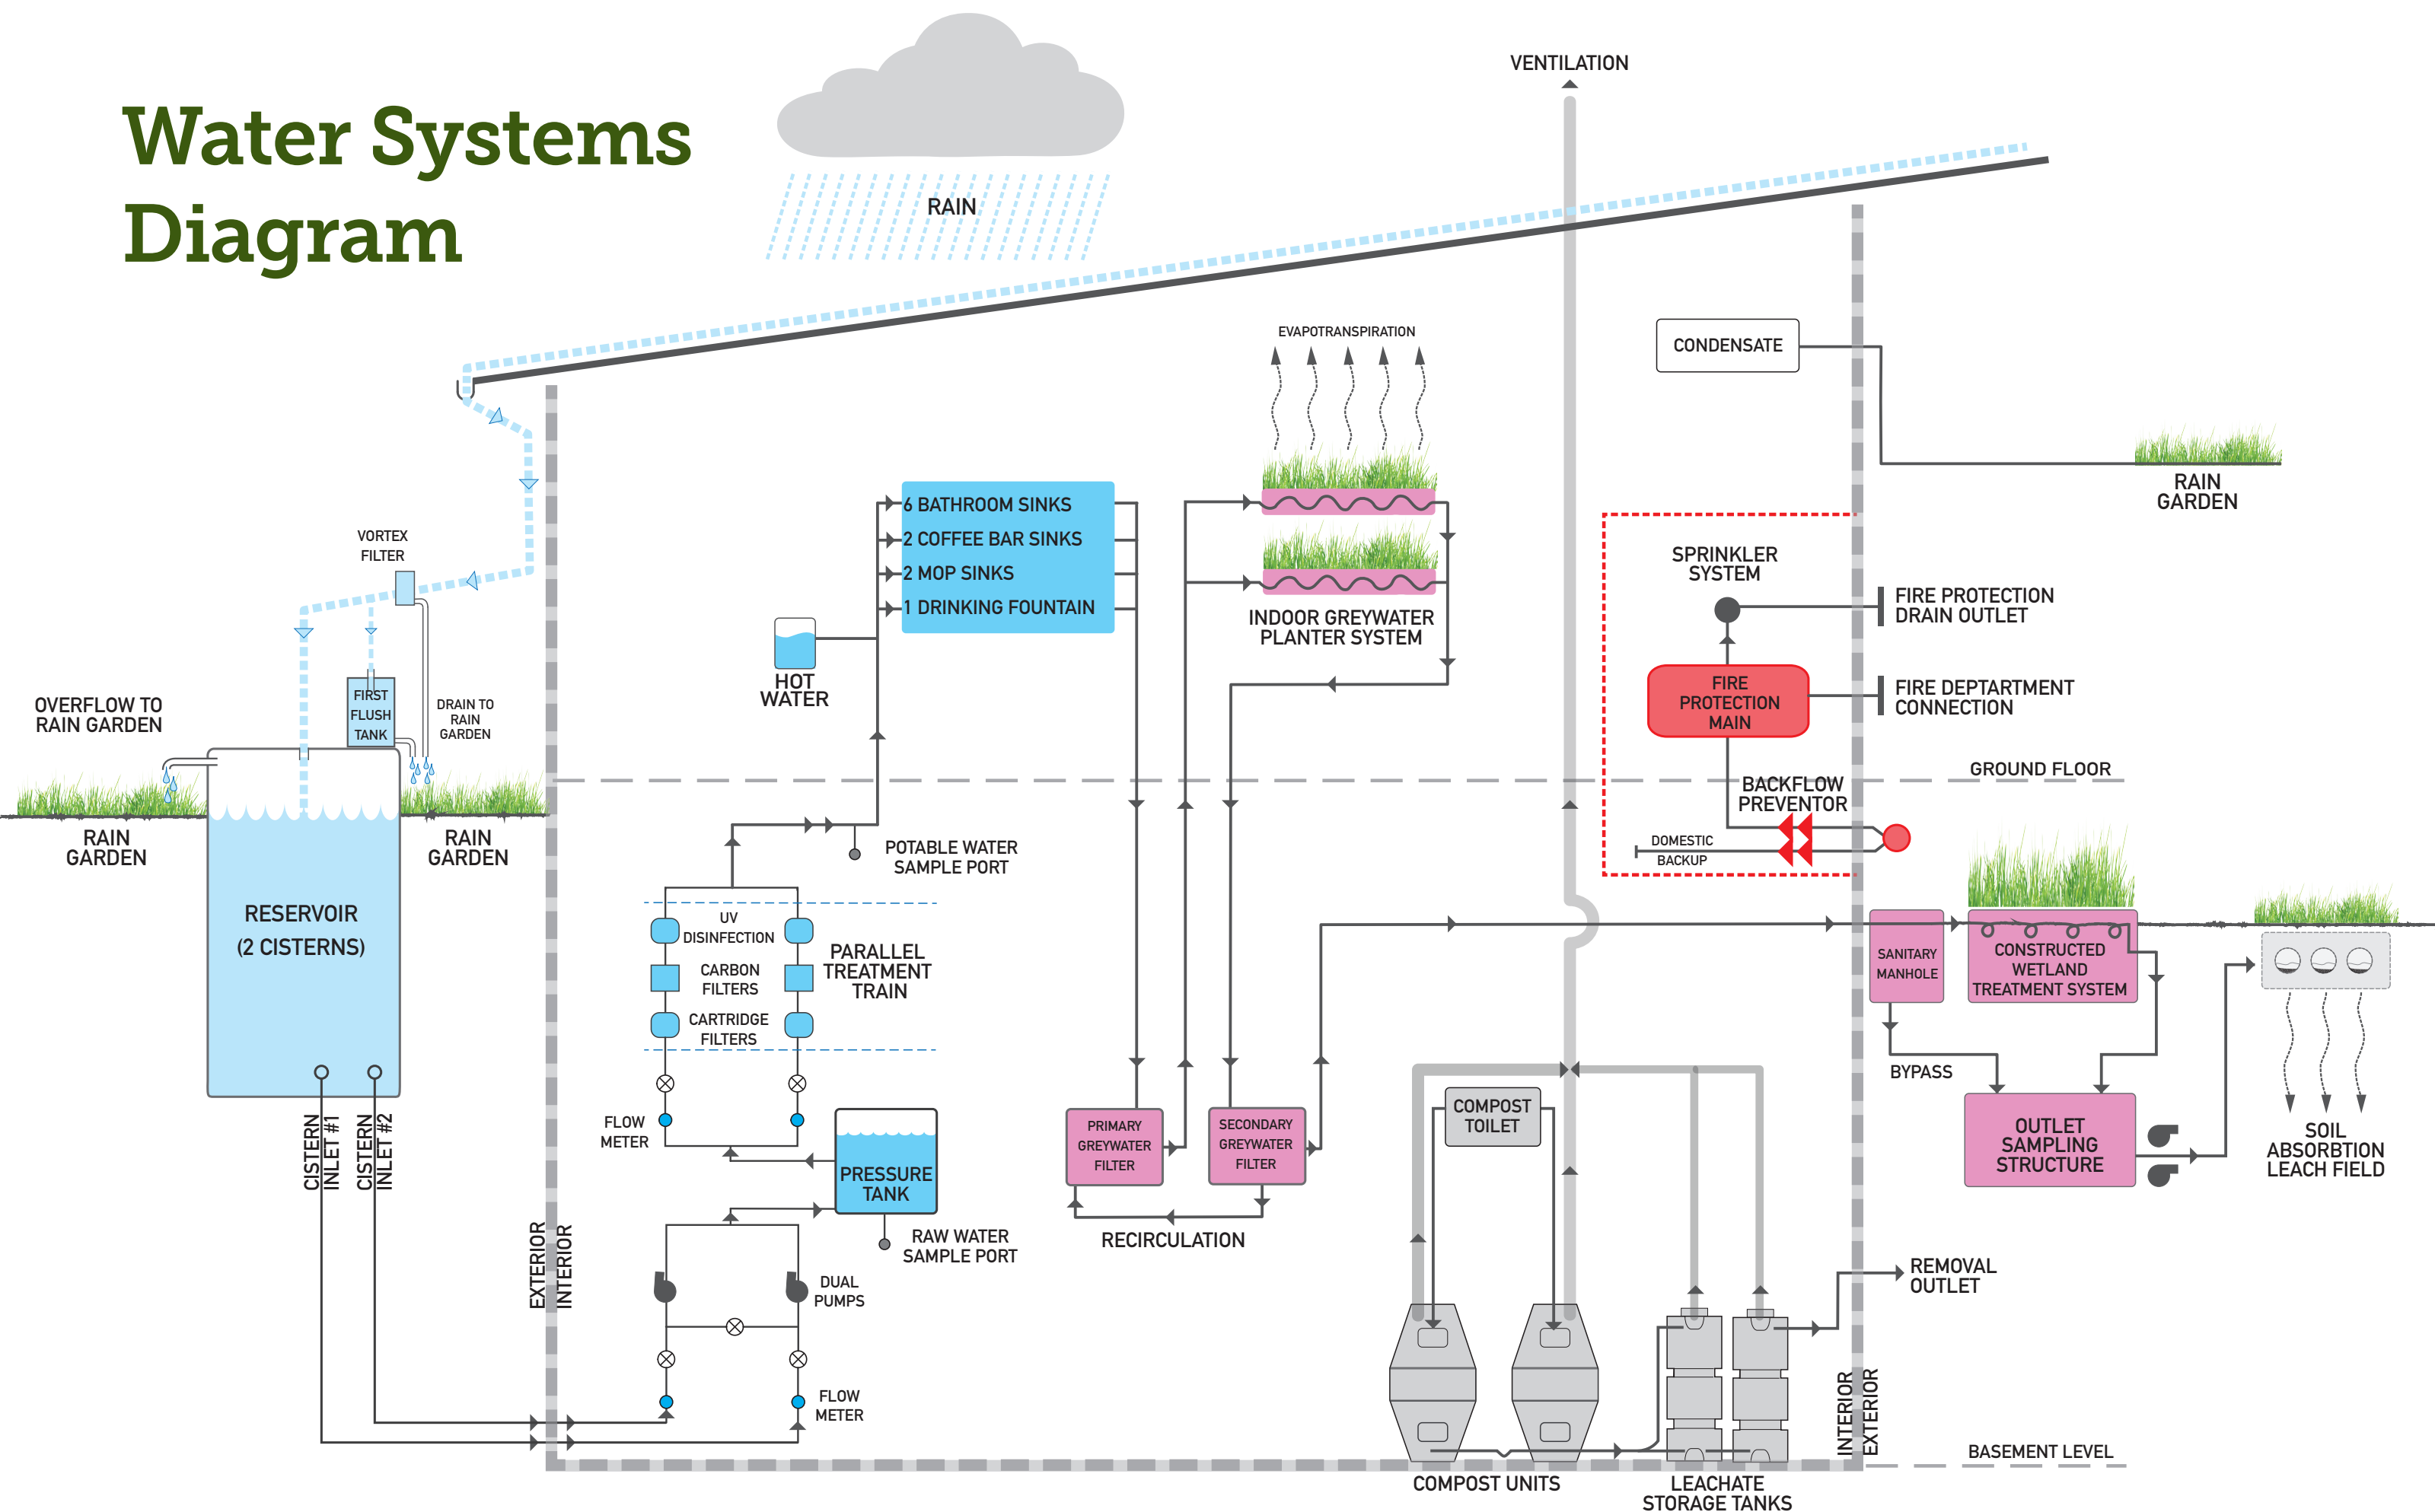 Water Systems
Diagram
RAIN
VENTILATION
EVAPOTRANSPIRATION
CONDENSATE
RAIN
GARDEN
VORTEX
FILTER
6 BATHROOM SINKS
2 COFFEE BAR SINKS
2 MOP SINKS
1 DRINKING FOUNTAIN
HOT
WATER
INDOOR GREYWATER
PLANTER SYSTEM
SPRINKLER
SYSTEM
FIRE PROTECTION
DRAIN OUTLET
FIRE
PROTECTION
MAIN
FIRE DEPTARTMENT
CONNECTION
OVERFLOW TO
RAIN GARDEN
FIRST
FLUSH
TANK
DRAIN TO
RAIN
GARDEN
GROUND FLOOR
BACKFLOW
PREVENTOR
DOMESTIC
BACKUP
RAIN
GARDEN
RAIN
GARDEN
POTABLE WATER
SAMPLE PORT
RESERVOIR
(2 CISTERNS)
UV
DISINFECTION
CARBON
FILTERS
CARTRIDGE
FILTERS
PARALLEL
TREATMENT
TRAIN
SANITARY
MANHOLE
CONSTRUCTED
WETLAND
TREATMENT SYSTEM
BYPASS
FLOW
METER
PRESSURE
TANK
PRIMARY
GREYWATER
FILTER
SECONDARY
GREYWATER
FILTER
COMPOST
TOILET
OUTLET
SAMPLING
STRUCTURE
SOIL
ABSORBTION
LEACH FIELD
CISTERN
INLET #1
CISTERN
INLET #2
RAW WATER
SAMPLE PORT
RECIRCULATION
EXTERIOR
INTERIOR
DUAL
PUMPS
REMOVAL
OUTLET
FLOW
METER
INTERIOR
EXTERIOR
BASEMENT LEVEL
COMPOST UNITS
LEACHATE
STORAGE TANKS